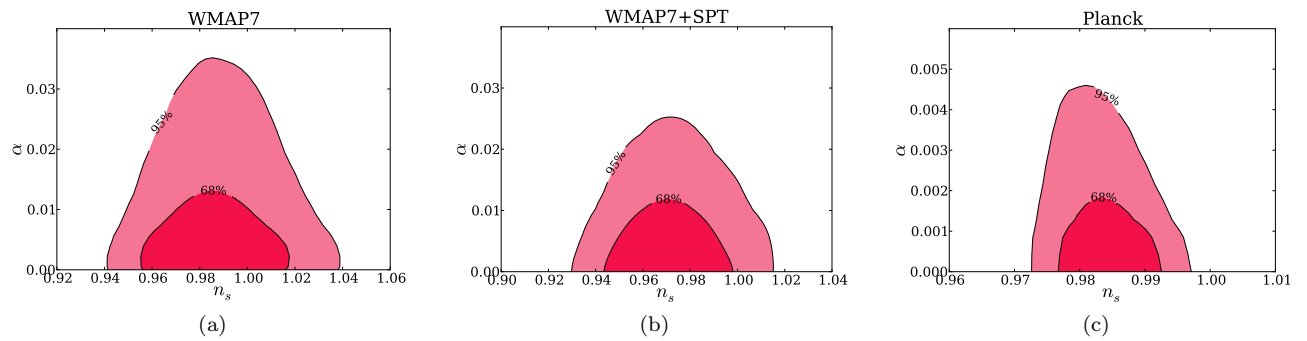 WMAP7
0.03
0.02
0.01
0.00
α
95%
68%
0.92 0.94 0.96 0.98 1.00 1.02 1.04 1.06
n_s
(a)
WMAP7+SPT
0.03
0.02
0.01
0.00
α
95%
68%
0.90 0.92 0.94 0.96 0.98 1.00 1.02 1.04
n_s
(b)
Planck
0.005
0.004
0.003
0.002
0.001
0.000
α
95%
68%
0.96 0.97 0.98 0.99 1.00 1.01
n_s
(c)